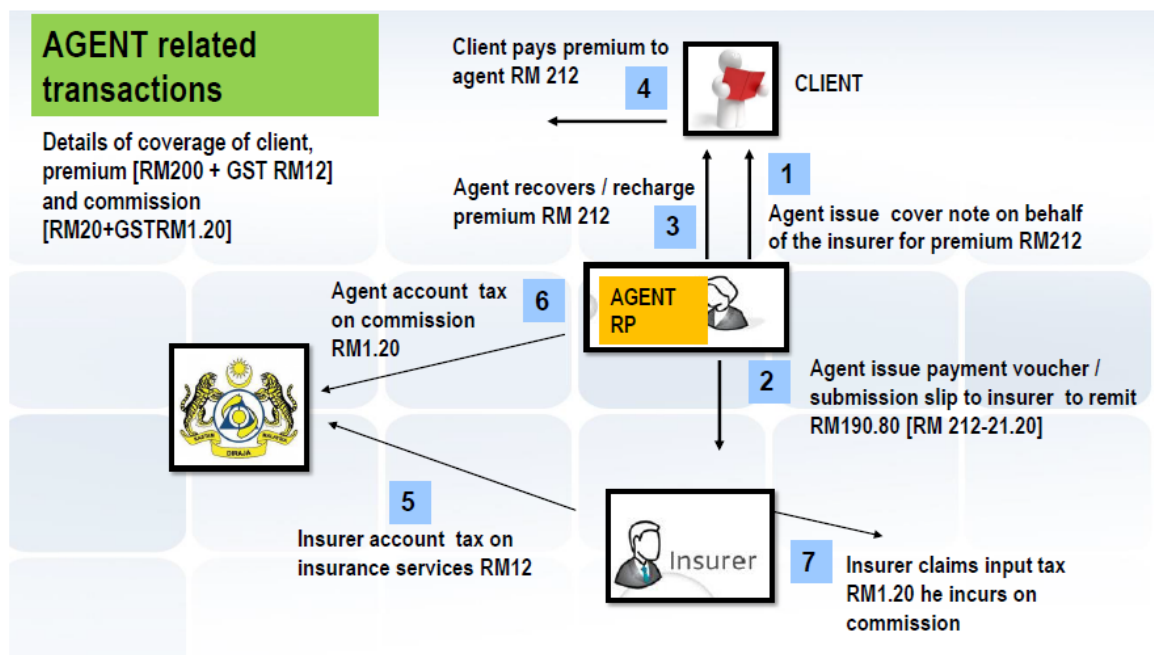 AGENT related
transactions
Details of coverage of client,
premium [RM200 + GST RM12]
and commission
[RM20+GSTRM1.20]
Client pays premium to
agent RM 212
4
CLIENT
Agent recovers / recharge
premium RM 212
3
1
Agent issue cover note on behalf
of the insurer for premium RM212
Agent account tax
on commission
RM1.20
6
AGENT
RP
2
Agent issue payment voucher /
submission slip to insurer to remit
RM190.80 [RM 212-21.20]
KASTAM
MALAYSIA
DIRAJA
5
Insurer account tax on
insurance services RM12
Insurer
7
Insurer claims input tax
RM1.20 he incurs on
commission